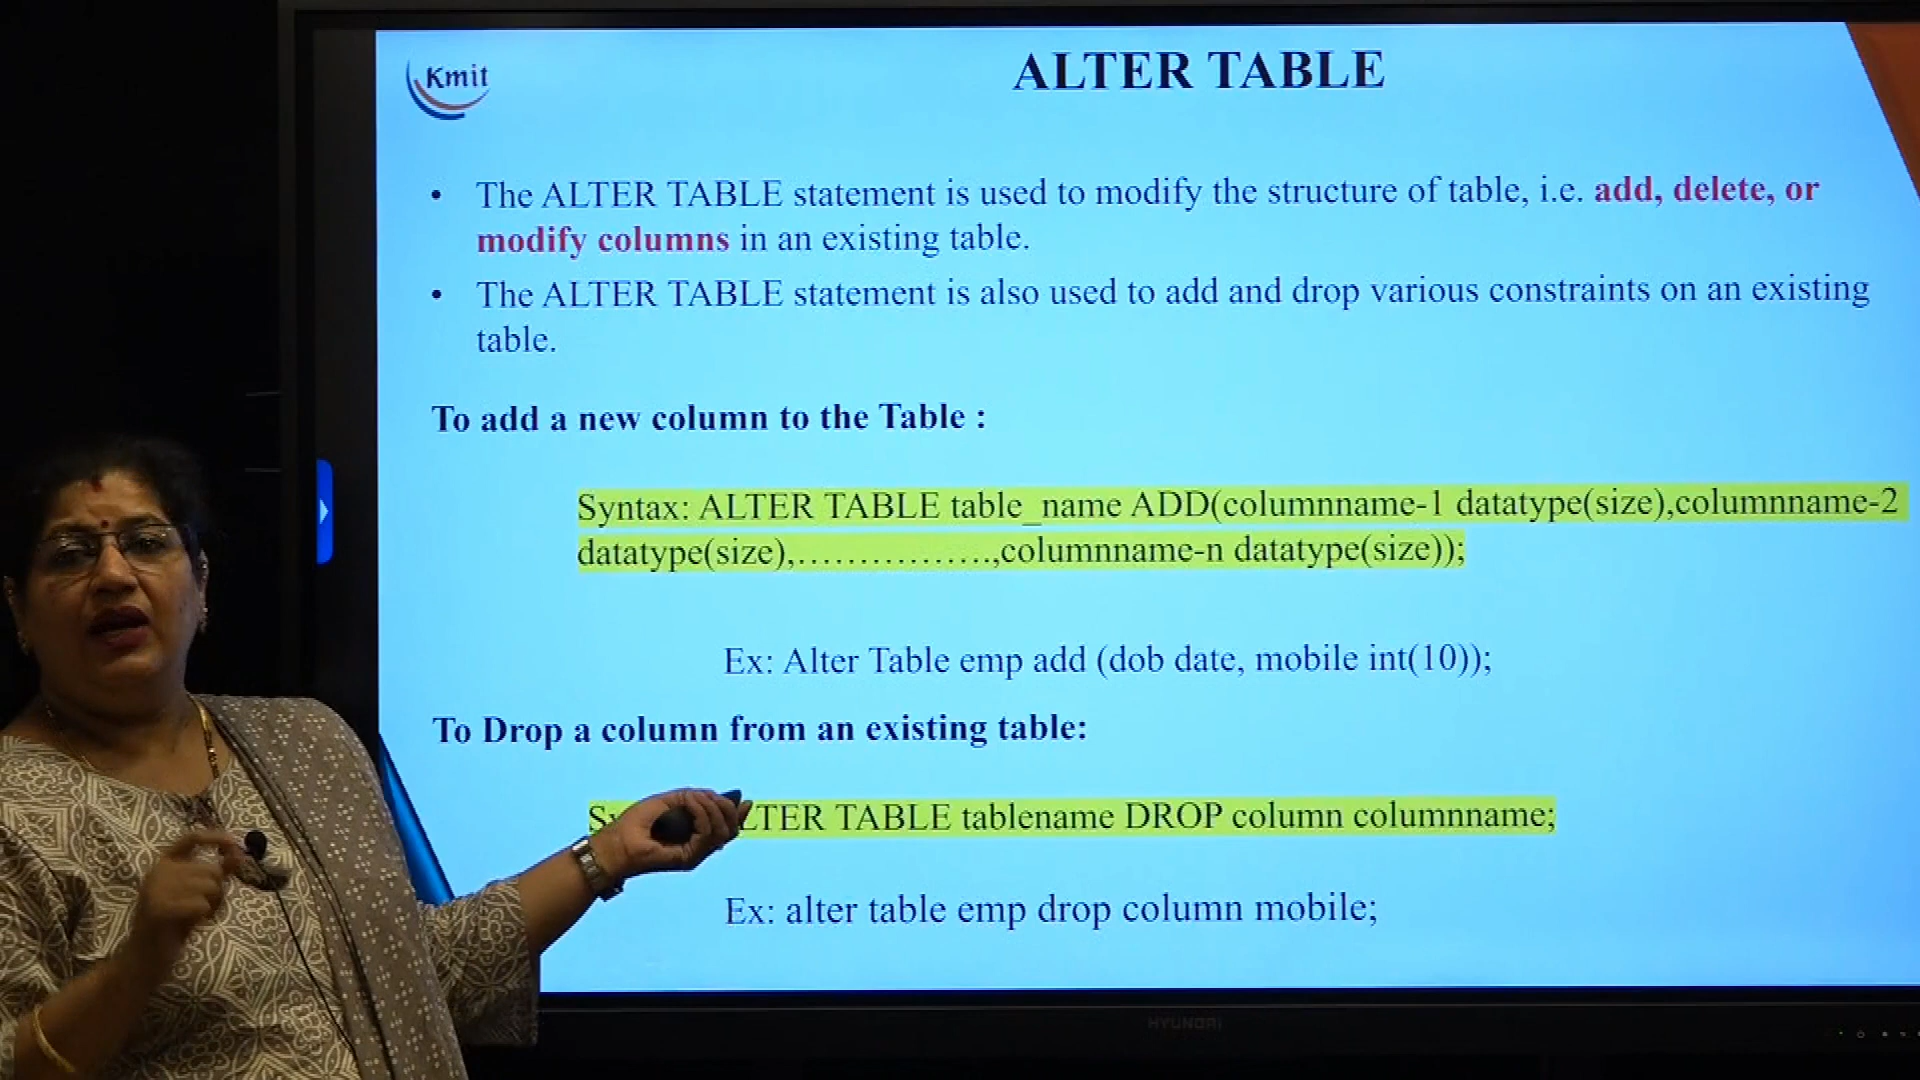 Kmit
ALTER TABLE
• The ALTER TABLE statement is used to modify the structure of table, i.e. add, delete, or
modify columns in an existing table.
• The ALTER TABLE statement is also used to add and drop various constraints on an existing
table.
To add a new column to the Table :
Syntax: ALTER TABLE table_name ADD(columnname-1 datatype(size),columnname-2
datatype(size),……………..,columnname-n datatype(size));
Ex: Alter Table emp add (dob date, mobile int(10));
To Drop a column from an existing table:
TABLE tablename DROP column columnname;
Ex: alter table emp drop column mobile;
HYUNDAI